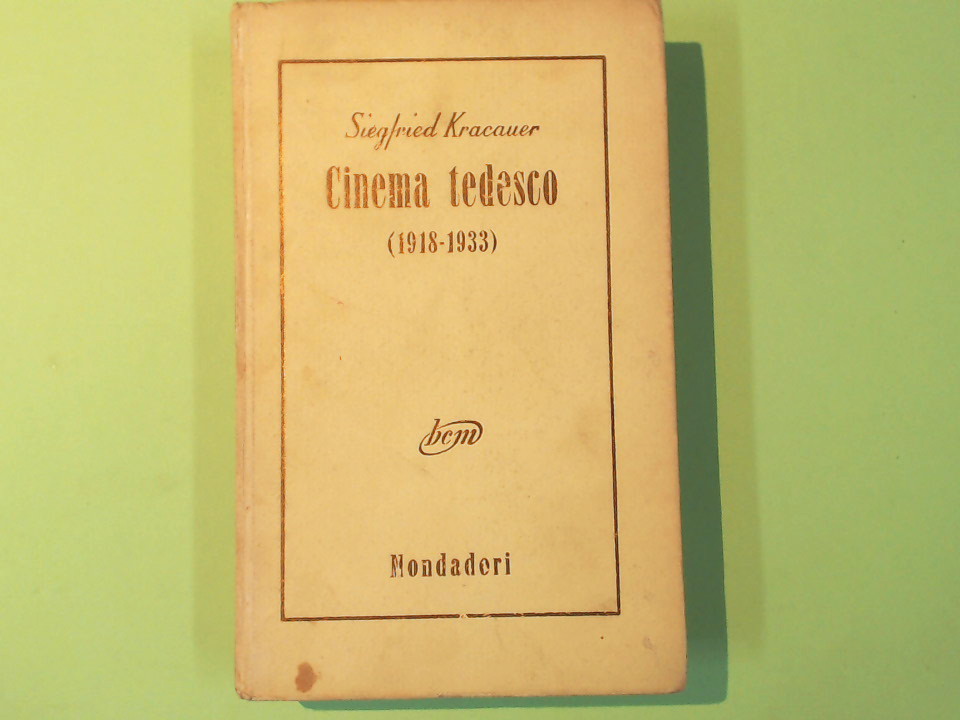 Siegfried Kracauer
Cinema tedesco
(1918-1933)
bcm
Mondadori